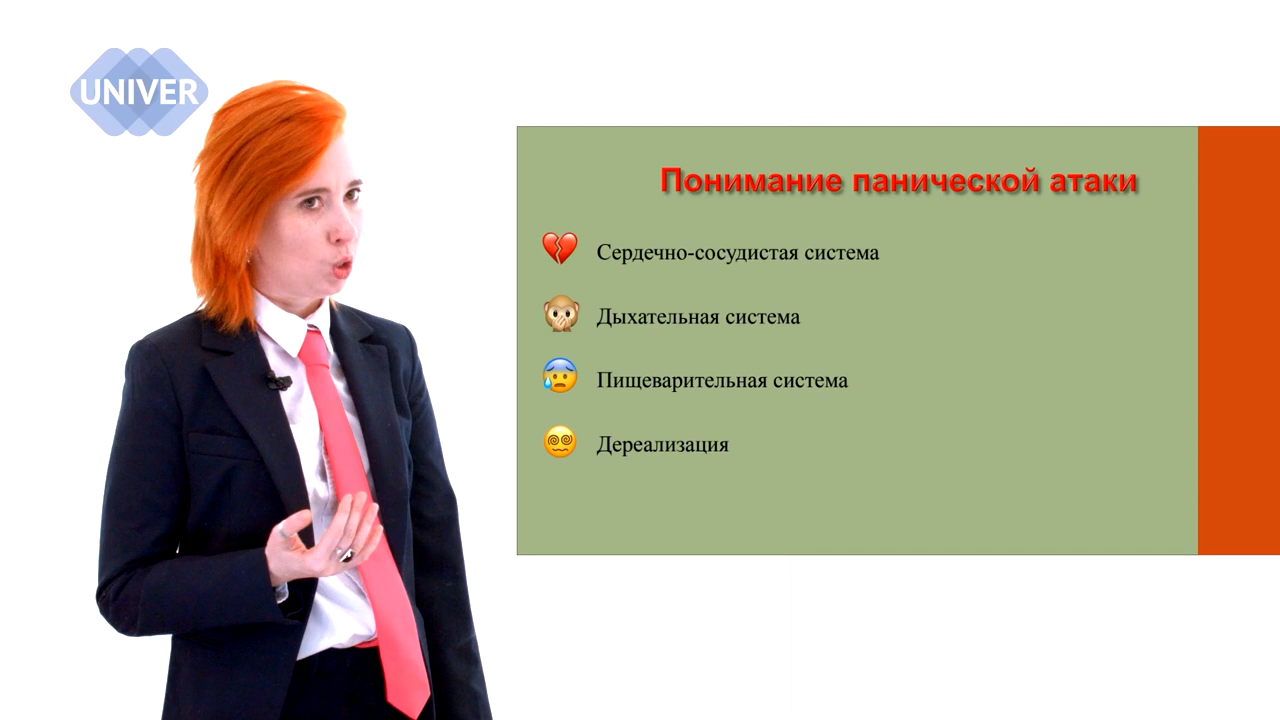 UNIVER
Понимание панической атаки
Сердечно-сосудистая система
Дыхательная система
Пищеварительная система
Дереализация